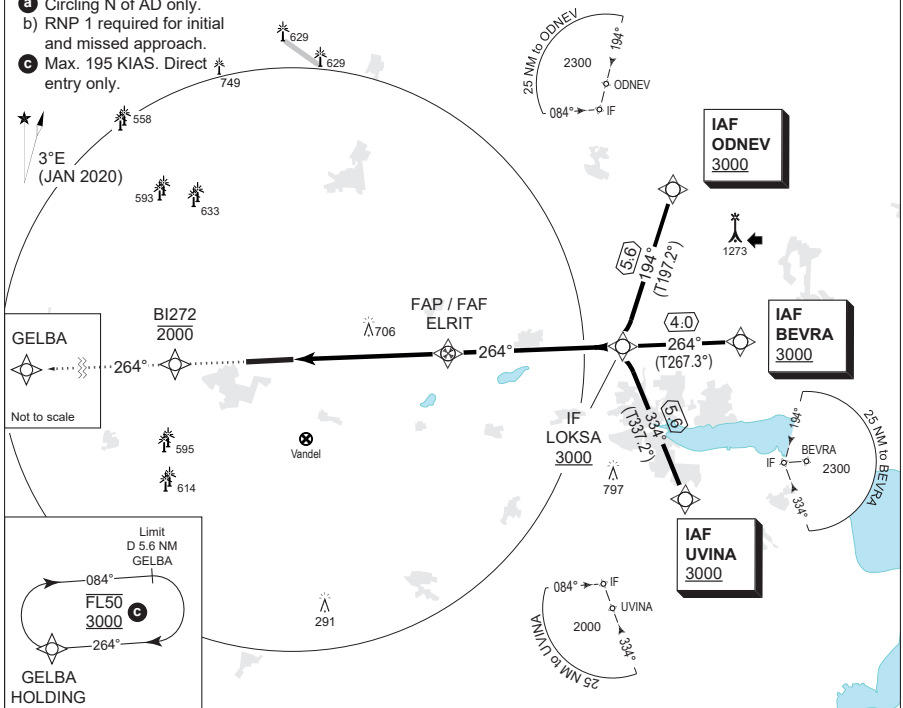 a Circling N of AD only.
b) RNP 1 required for initial
and missed approach.
c Max. 195 KIAS. Direct
entry only.
629
629
749
558
3°E
(JAN 2020)
593
633
25 NM to ODNEV
194°
2300
ODNEV
084°
IF
IAF
ODNEV
3000
1273
5.6
194°
(T197.2°)
FAP / FAF
ELRIT
706
BI272
2000
GELBA
264°
Not to scale
264°
4.0
264°
(T267.3°)
IAF
BEVRA
3000
IF
LOKSA
3000
5.6
334°
(T337.2°)
595
614
Vandel
797
25 NM to BEVRA
194°
BEVRA
IF
2300
334°
IAF
UVINA
3000
Limit
D 5.6 NM
GELBA
084°
FL50
3000
c
264°
GELBA
HOLDING
291
084°
IF
UVINA
2000
334°
25 NM to UVINA